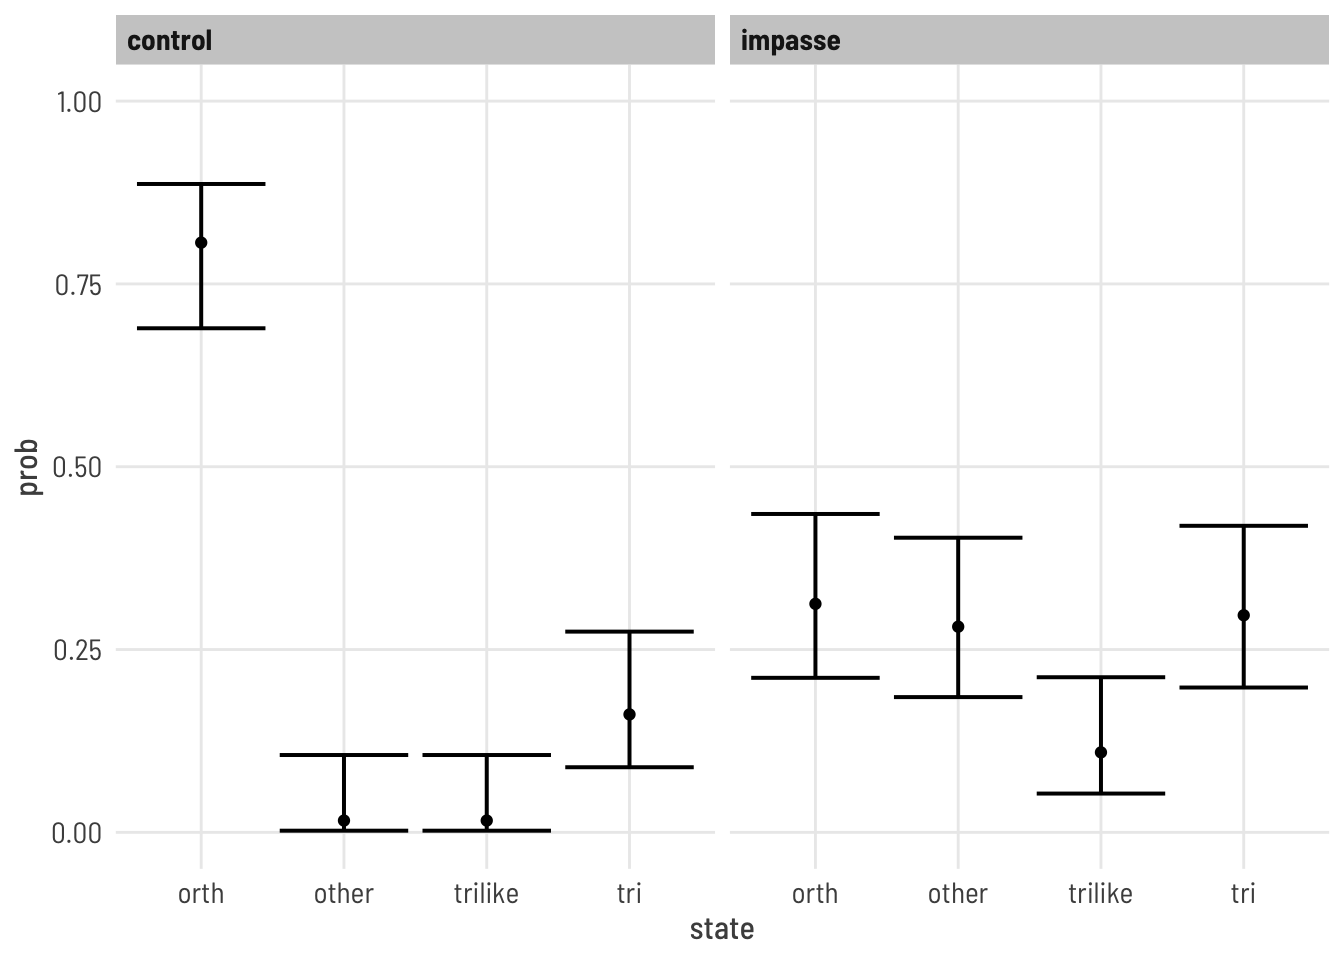 control
impasse
1.00
0.75
0.50
0.25
0.00
prob
orth other trilike tri
orth other trilike tri
state